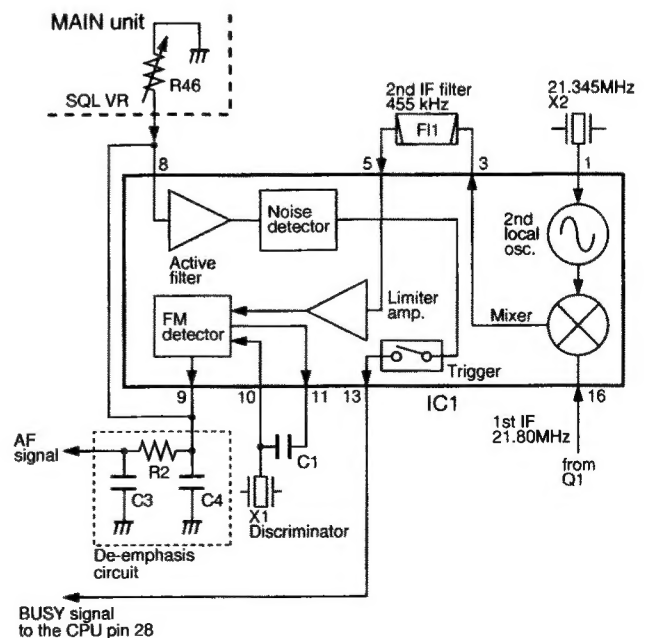 MAIN unit
R46
SQL VR
2nd IF filter
455 kHz
FI1
21.345MHz
X2
8
5
3
1
Noise
detector
Active
filter
2nd
local
osc.
Limiter
amp.
Mixer
FM
detector
Trigger
9
10
11
13
IC1
16
1st IF
21.80MHz
from
Q1
AF
signal
R2
C1
C3
C4
X1
Discriminator
De-emphasis
circuit
BUSY signal
to the CPU pin 28